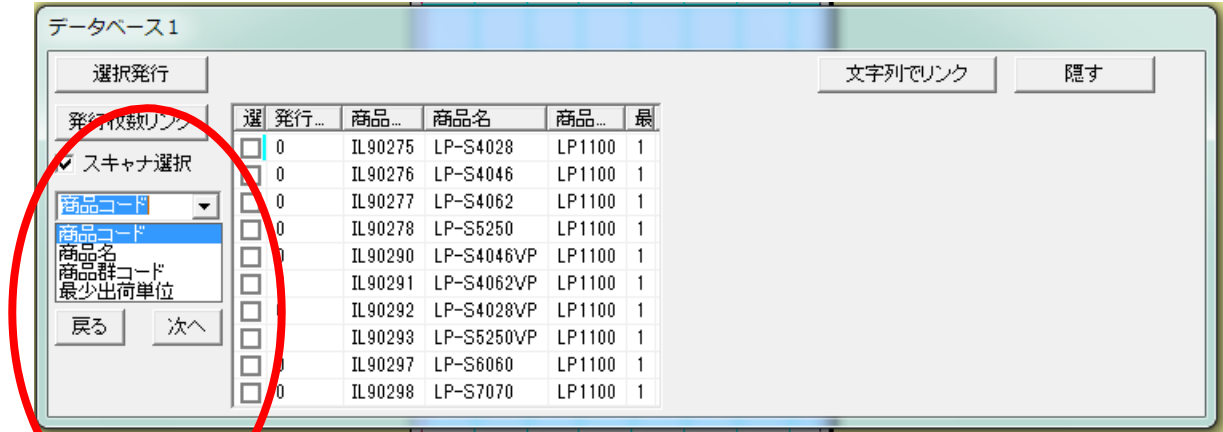 データベース1
選択発行
文字列でリンク
隠す
発行枚数リンク
スキャナ選択
商品コード
商品コード
商品名
商品群コード
最少出荷単位
戻る
次へ
選 発行... 商品... 商品名 商品... 最
0 IL90275 LP-S4028 LP1100 1
0 IL90276 LP-S4046 LP1100 1
0 IL90277 LP-S4062 LP1100 1
0 IL90278 LP-S5250 LP1100 1
0 IL90290 LP-S4046VP LP1100 1
IL90291 LP-S4062VP LP1100 1
0 IL90292 LP-S4028VP LP1100 1
IL90293 LP-S5250VP LP1100 1
0 IL90297 LP-S6060 LP1100 1
0 IL90298 LP-S7070 LP1100 1